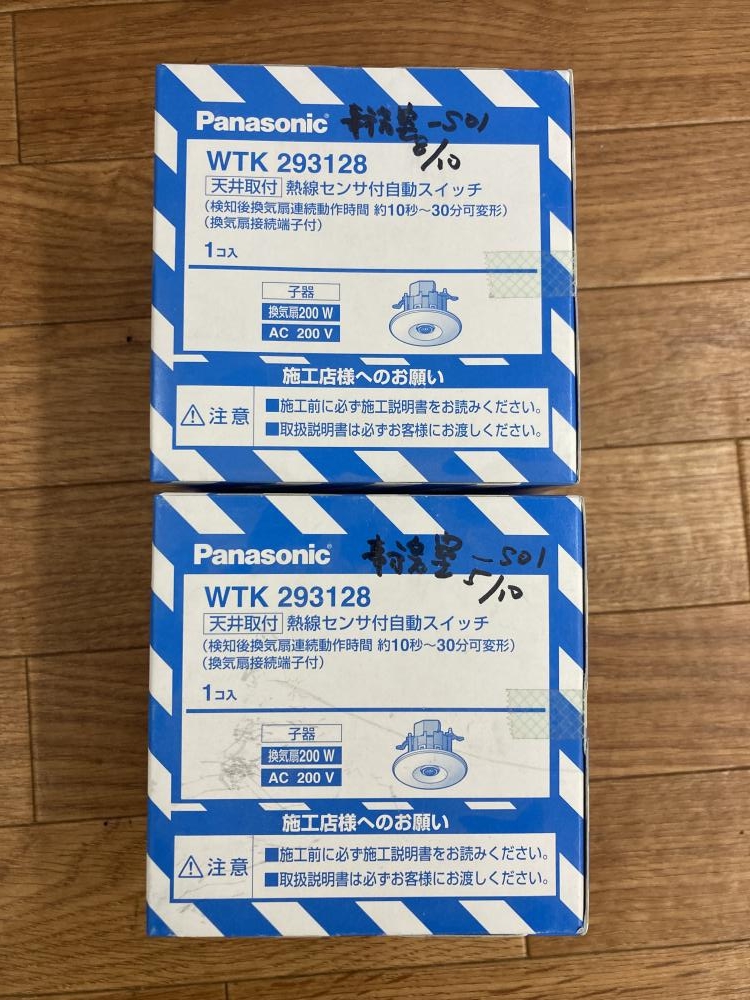 Panasonic -S01
8/10
WTK 293128
天井取付 熱線センサ付自動スイッチ
(検知後換気扇連続動作時間 約10秒～30分可変形)
(換気扇接続端子付)
1コ入
子器
換気扇200 W
AC 200 V
施工店様へのお願い
注意
■施工前に必ず施工説明書をお読みください。
■取扱説明書は必ずお客様にお渡しください。
Panasonic -S01
5/10
WTK 293128
天井取付 熱線センサ付自動スイッチ
(検知後換気扇連続動作時間 約10秒～30分可変形)
(換気扇接続端子付)
1コ入
子器
換気扇200 W
AC 200 V
施工店様へのお願い
注意
■施工前に必ず施工説明書をお読みください。
■取扱説明書は必ずお客様にお渡しください。